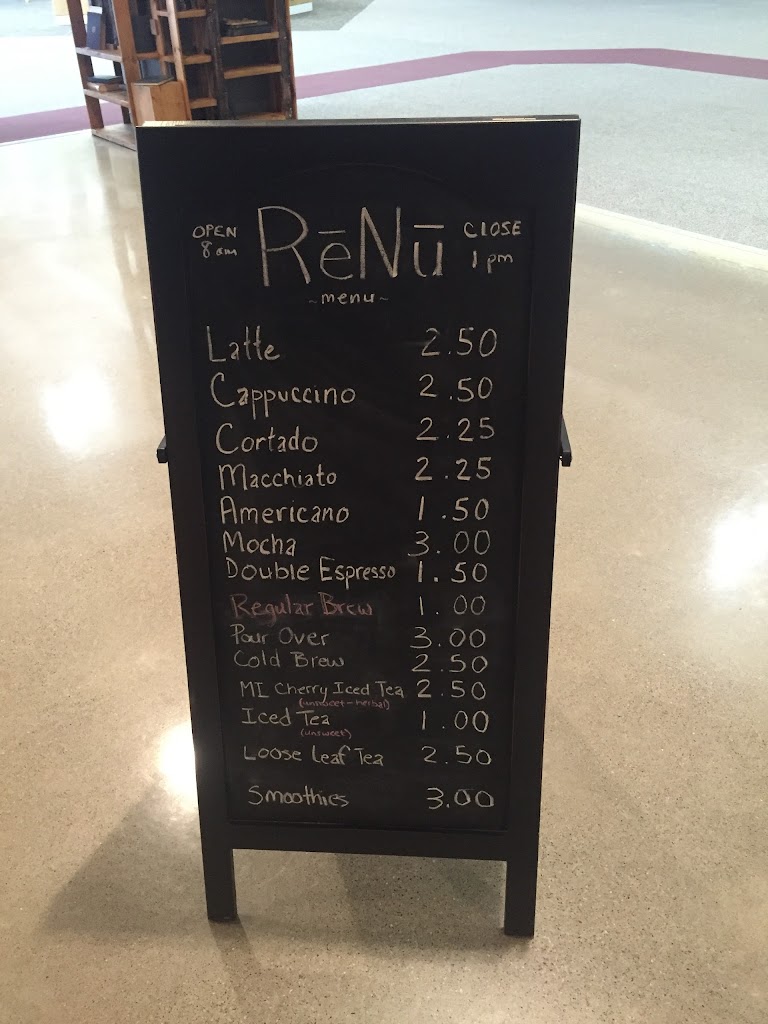 OPEN 8 am RēNū CLOSE 1 pm
~menu~
Latte 2.50
Cappuccino 2.50
Cortado 2.25
Macchiato 2.25
Americano 1.50
Mocha 3.00
Double Espresso 1.50
Regular Brew 1.00
Pour Over 3.00
Cold Brew 2.50
MI Cherry Iced Tea 2.50
(unsweet-herbal)
Iced Tea 1.00
(unsweet)
Loose Leaf Tea 2.50
Smoothies 3.00